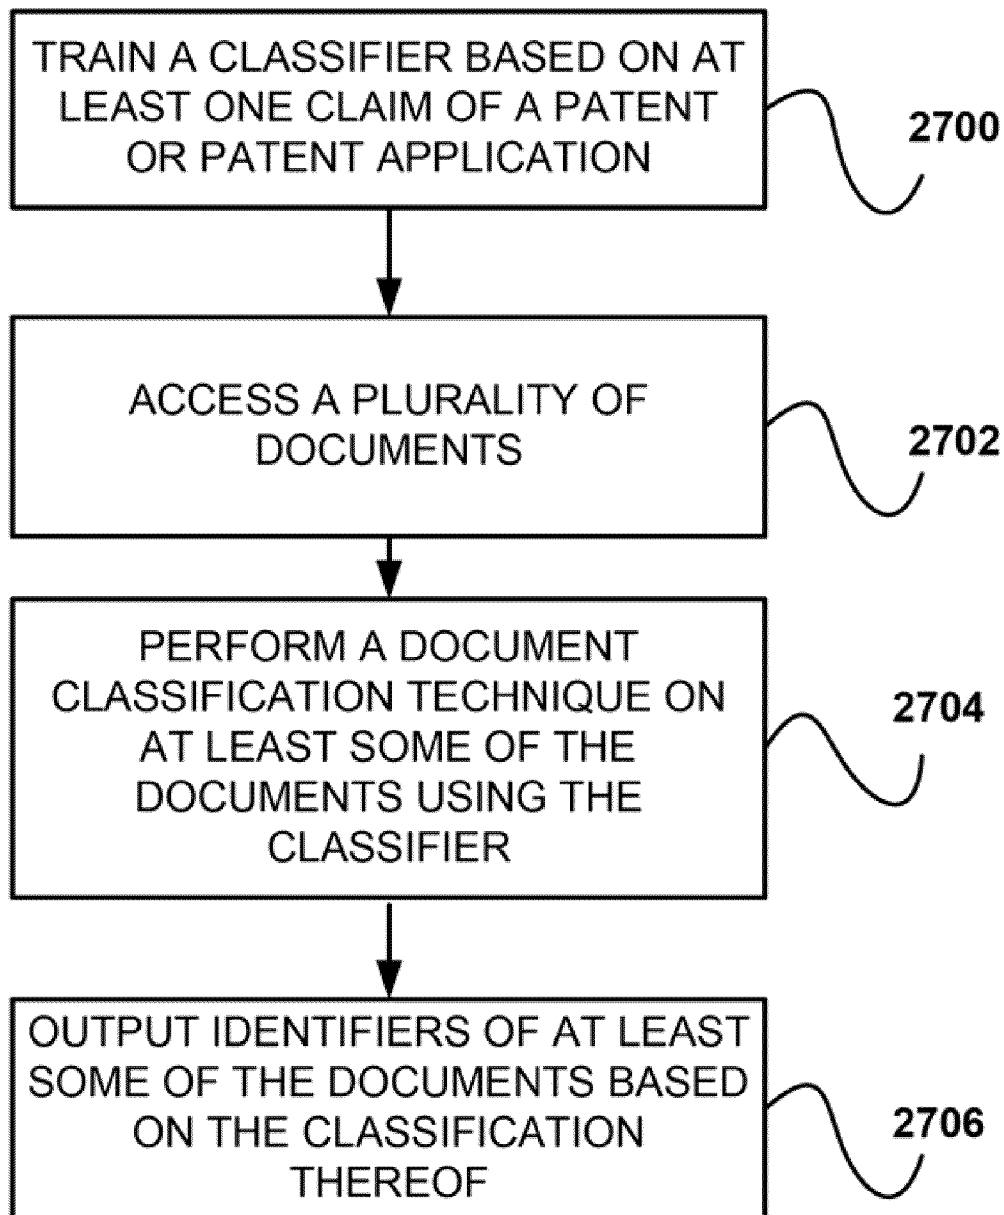 TRAIN A CLASSIFIER BASED ON AT
LEAST ONE CLAIM OF A PATENT
OR PATENT APPLICATION
2700
ACCESS A PLURALITY OF
DOCUMENTS
2702
PERFORM A DOCUMENT
CLASSIFICATION TECHNIQUE ON
AT LEAST SOME OF THE
DOCUMENTS USING THE
CLASSIFIER
2704
OUTPUT IDENTIFIERS OF AT LEAST
SOME OF THE DOCUMENTS BASED
ON THE CLASSIFICATION
THEREOF
2706